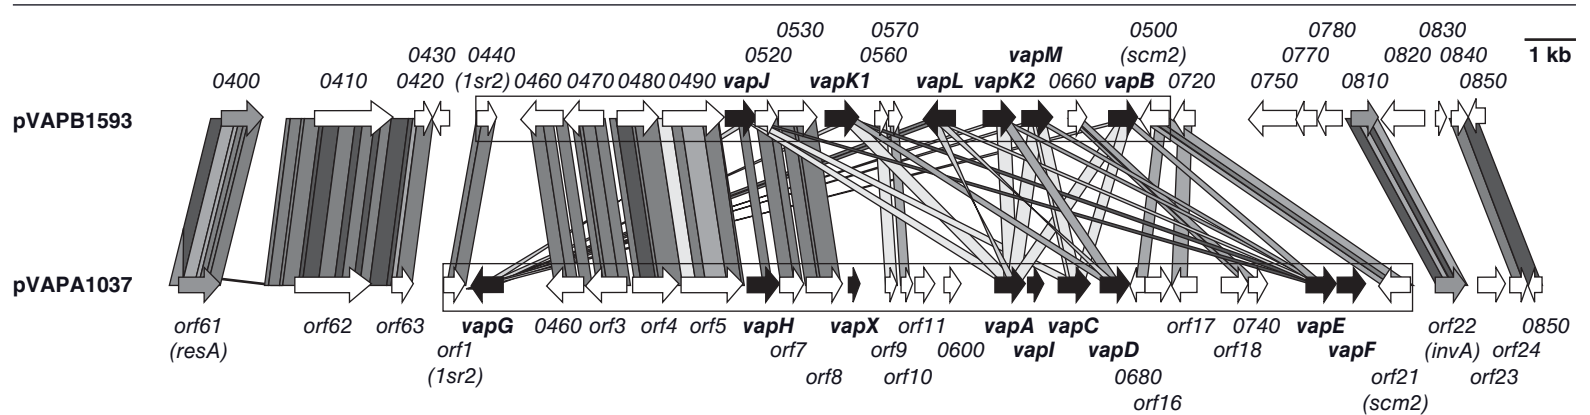 0530 0570 0500 0780 0830
0430 0440 0520 0560 vapM (scm2) 0770 0820 0840 1 kb
0400 0410 0420 (1sr2) 0460 0470 0480 0490 vapJ vapK1 vapL vapK2 0660 vapB 0720 0750 0810 0850
pVAPB1593
pVAPA1037
orf61 orf62 orf63 vapG 0460 orf3 orf4 orf5 vapH vapX orf11 vapA vapC orf17 0740 vapE orf22 0850
(resA) orf1 orf7 orf9 0600 vapI vapD orf18 vapF (invA) orf24
(1sr2) orf8 orf10 0680 orf21 orf23
orf16 (scm2)